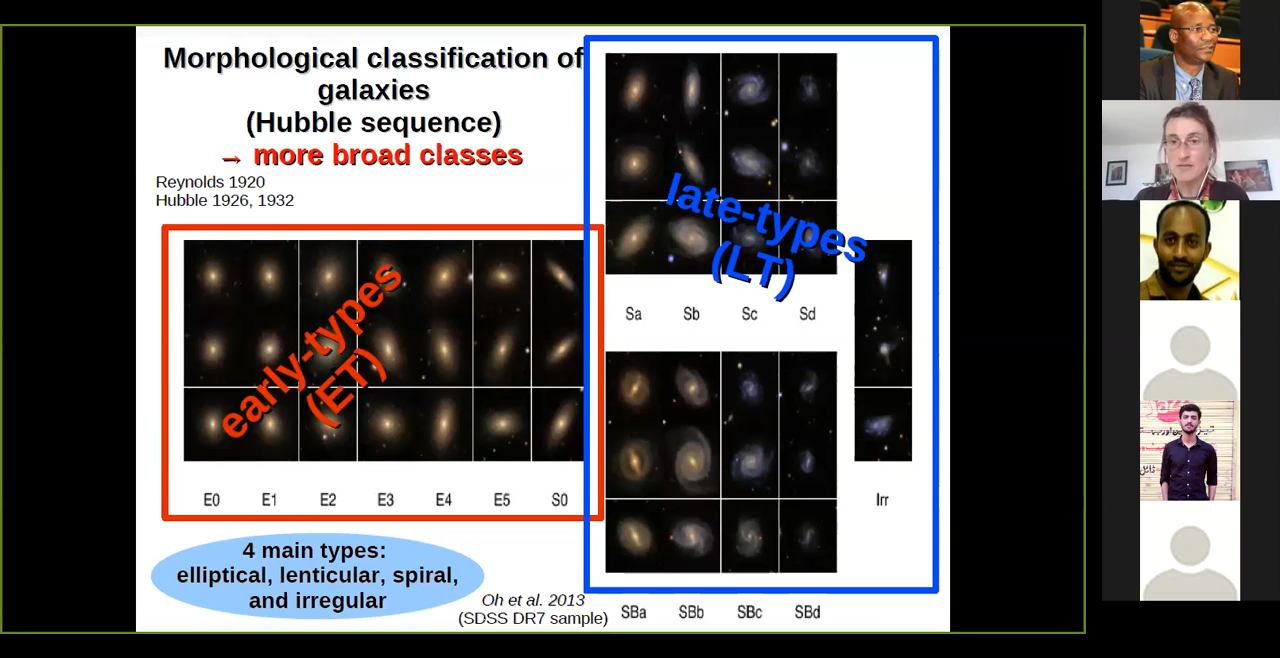 Morphological classification of
galaxies
(Hubble sequence)
→ more broad classes
Reynolds 1920
Hubble 1926, 1932
early-types
(ET)
E0 E1 E2 E3 E4 E5 S0
late-types
(LT)
Sa Sb Sc Sd
Irr
SBa SBb SBc SBd
4 main types:
elliptical, lenticular, spiral,
and irregular
Oh et al. 2013
(SDSS DR7 sample)